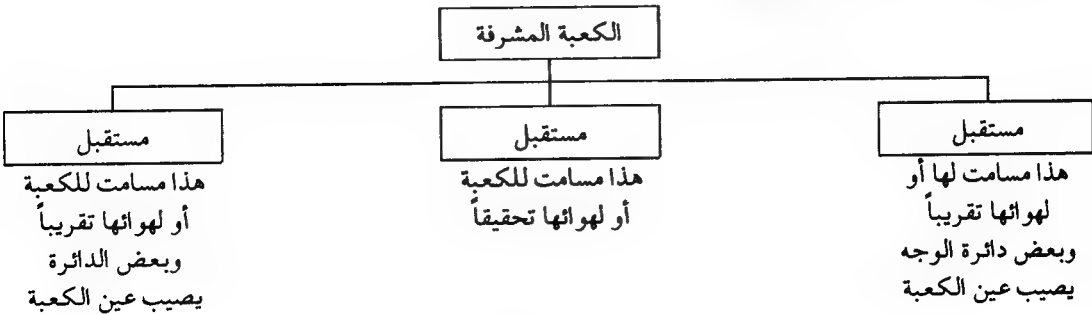 الكعبة المشرفة
مستقبل
هذا مسامت لها أو
لهوائها تقريباً
وبعض دائرة الوجه
يصيب عين الكعبة
مستقبل
هذا مسامت للكعبة
أو لهوائها تحقيقاً
مستقبل
هذا مسامت للكعبة
أو لهوائها تقريباً
وبعض الدائرة
يصيب عين الكعبة